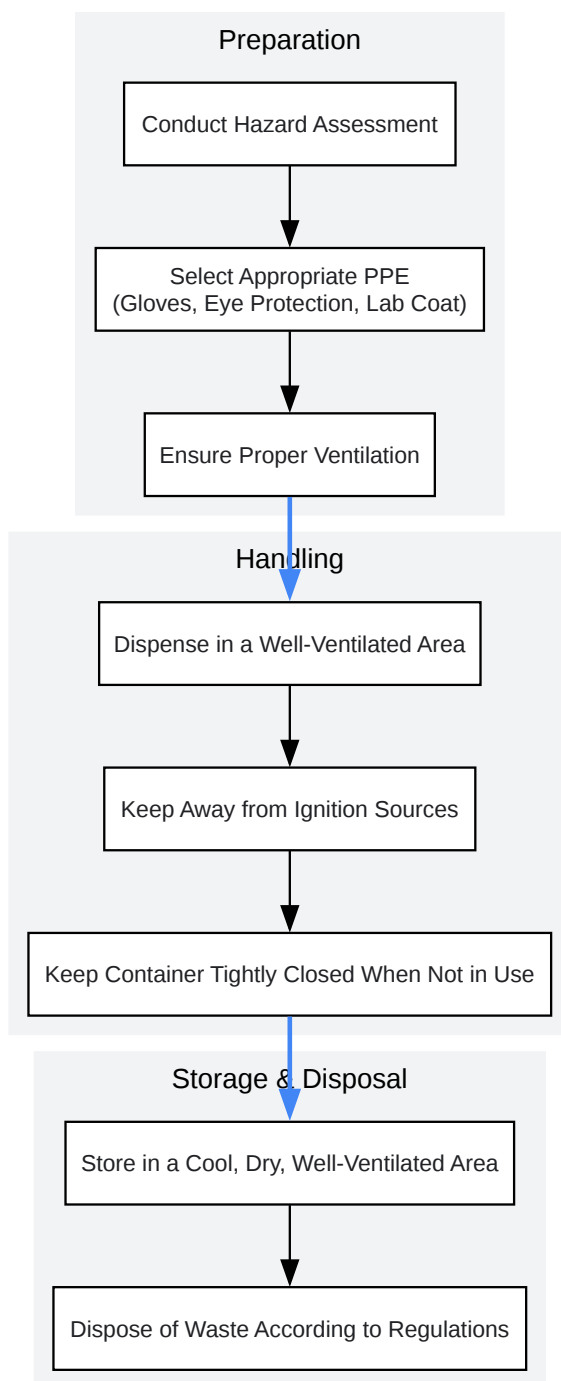 Preparation
Conduct Hazard Assessment
Select Appropriate PPE
(Gloves, Eye Protection, Lab Coat)
Ensure Proper Ventilation
Handling
Dispense in a Well-Ventilated Area
Keep Away from Ignition Sources
Keep Container Tightly Closed When Not in Use
Storage & Disposal
Store in a Cool, Dry, Well-Ventilated Area
Dispose of Waste According to Regulations